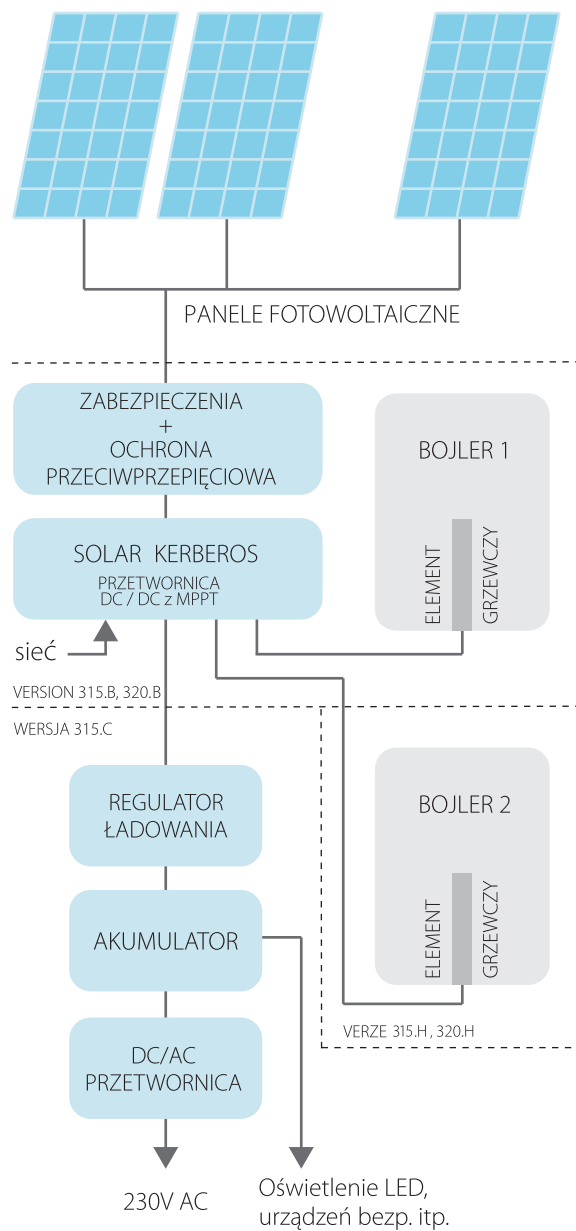 PANELE FOTOWOLTAICZNE
ZABEZPIECZENIA
+
OCHRONA
PRZECIWPRZEPIĘCIOWA
BOJLER 1
ELEMENT
GRZEWCZY
SOLAR KERBEROS
PRZETWORNICA
DC / DC z MPPT
sieć
VERSION 315.B, 320.B
WERSJA 315.C
REGULATOR
ŁADOWANIA
BOJLER 2
ELEMENT
GRZEWCZY
AKUMULATOR
VERZE 315.H, 320.H
DC/AC
PRZETWORNICA
230V AC
Oświetlenie LED,
urządzeń bezp. itp.